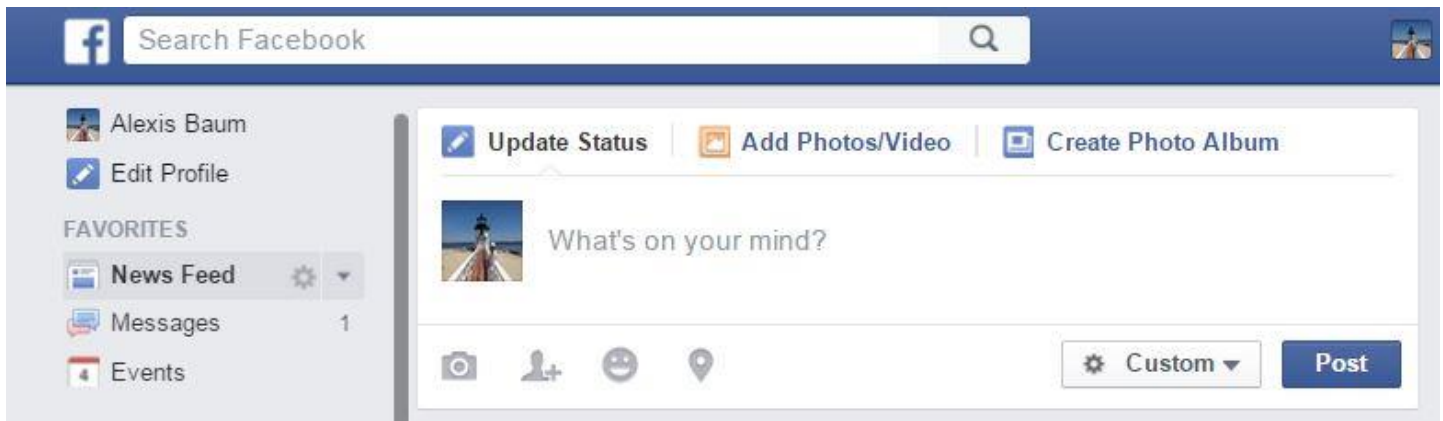 f Search Facebook
Alexis Baum
Edit Profile
FAVORITES
News Feed
Messages 1
4 Events
Update Status Add Photos/Video Create Photo Album
What's on your mind?
Custom Post